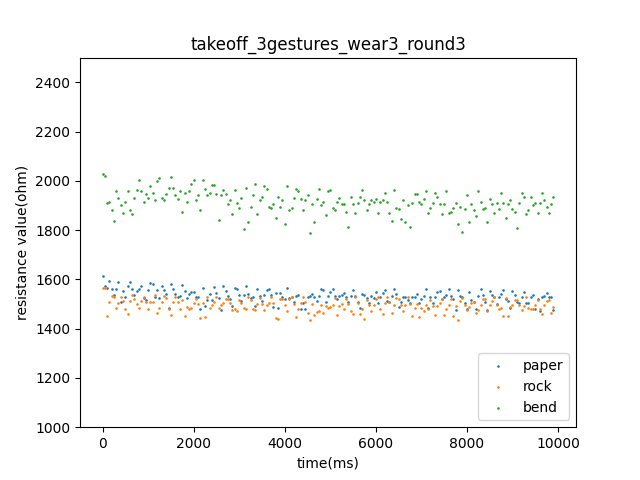 takeoff_3gestures_wear3_round3
resistance value(ohm)
2400
2200
2000
1800
1600
1400
1200
1000
0
2000
4000
6000
8000
10000
time(ms)
paper
rock
bend